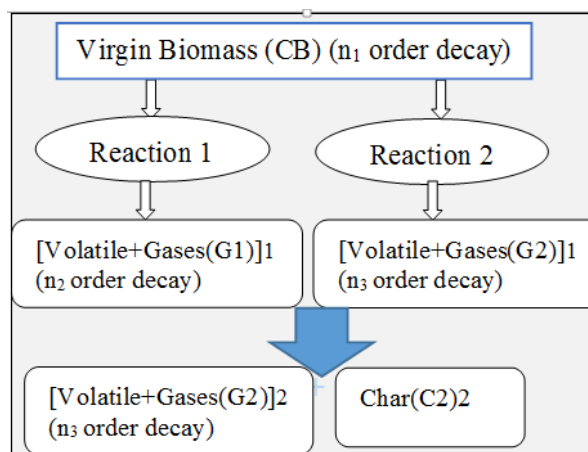 Virgin Biomass (CB) (n₁ order decay)
Reaction 1
Reaction 2
[Volatile+Gases(G1)]1
(n₂ order decay)
[Volatile+Gases(G2)]1
(n₃ order decay)
[Volatile+Gases(G2)]2
(n₃ order decay)
Char(C2)2